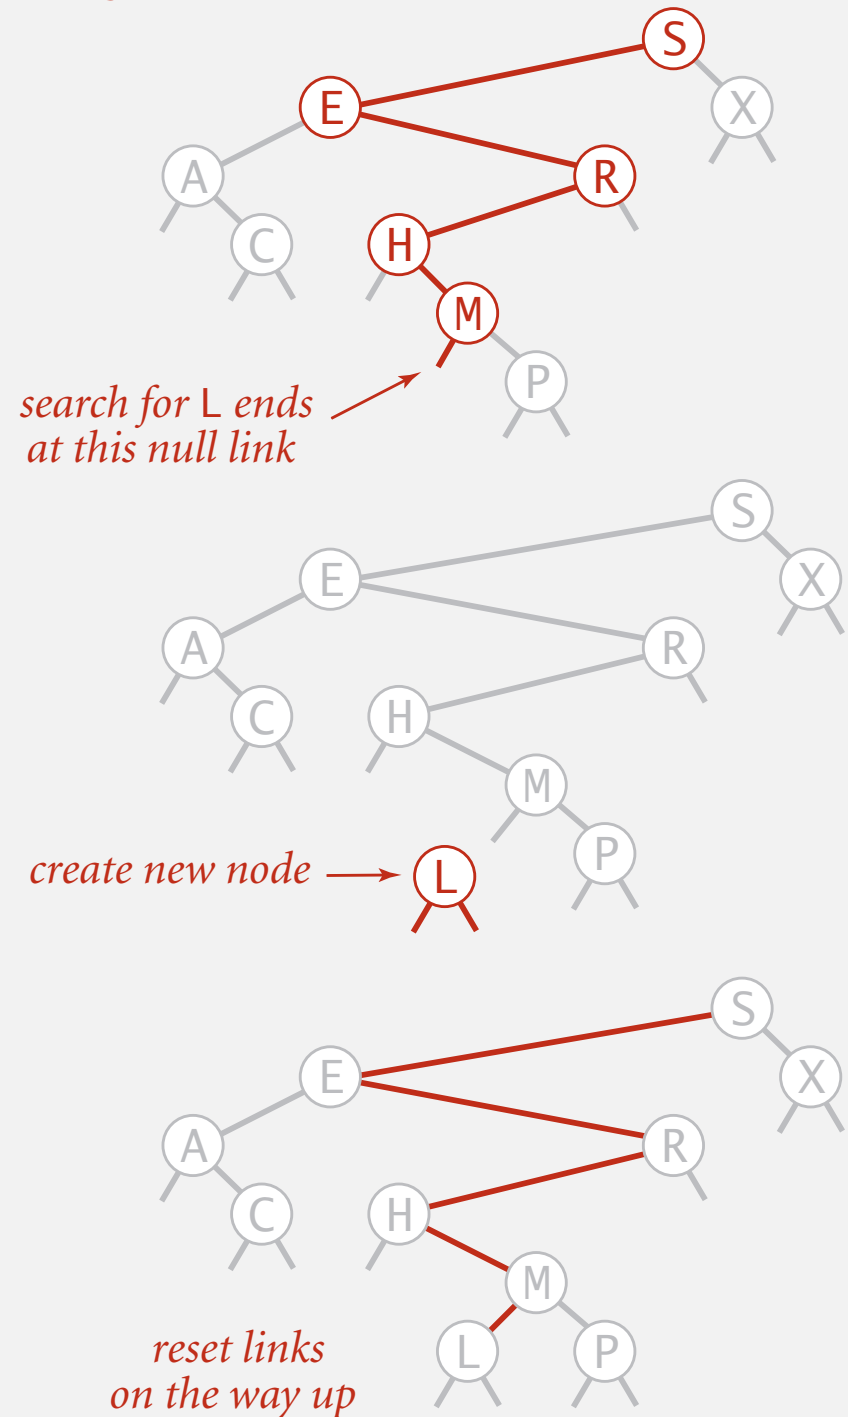 S
E
X
A
R
C
H
M
P
search for L ends
at this null link
S
E
X
A
R
C
H
M
P
create new node
L
S
E
X
A
R
C
H
M
L
P
reset links
on the way up